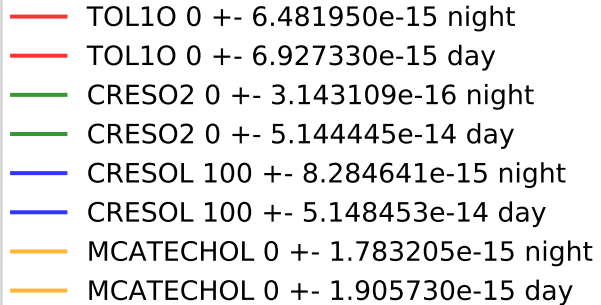 TOL1O 0 +- 6.481950e-15 night
TOL1O 0 +- 6.927330e-15 day
CRESO2 0 +- 3.143109e-16 night
CRESO2 0 +- 5.144445e-14 day
CRESOL 100 +- 8.284641e-15 night
CRESOL 100 +- 5.148453e-14 day
MCATECHOL 0 +- 1.783205e-15 night
MCATECHOL 0 +- 1.905730e-15 day